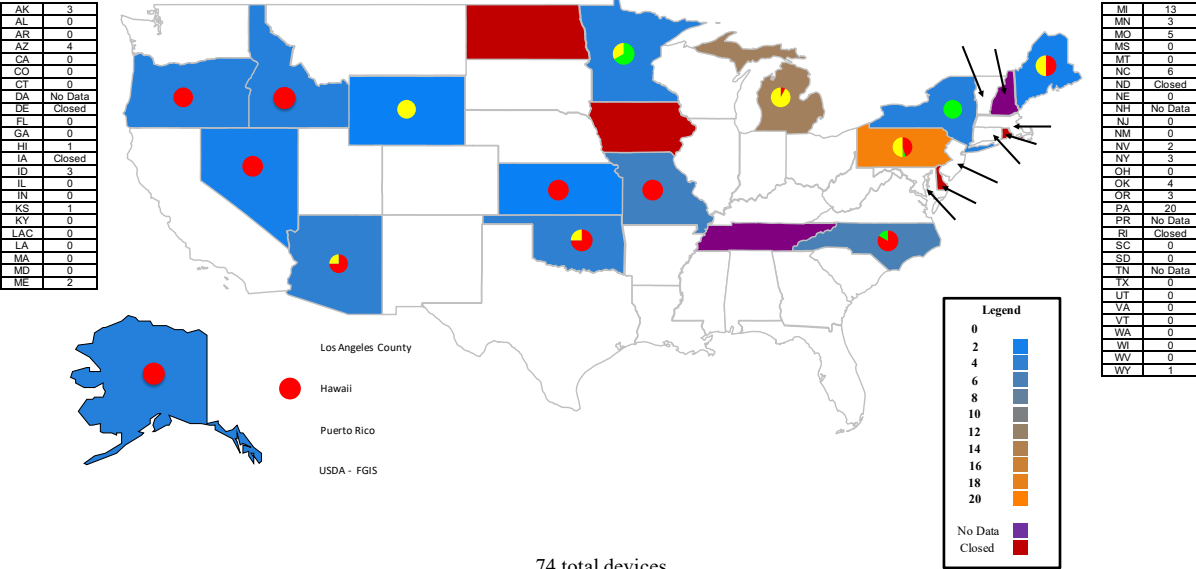 AK 3
AL 0
AR 0
AZ 4
CA 0
CO 0
CT 0
DA No Data
DE Closed
FL 0
GA 0
HI 1
IA Closed
ID 3
IL 0
IN 0
KS 1
KY 0
LAC 0
LA 0
MA 0
MD 0
ME 2
Los Angeles County
Hawaii
Puerto Rico
USDA - FGIS
74 total devices
Legend
0
2
4
6
8
10
12
14
16
18
20
No Data
Closed
MI 13
MN 3
MO 5
MS 0
MT 0
NC 6
ND Closed
NE 0
NH No Data
NJ 0
NM 0
NV 2
NY 3
OH 0
OK 4
OR 3
PA 20
PR No Data
RI Closed
SC 0
SD 0
TN No Data
TX 0
UT 0
VA 0
VT 0
WA 0
WI 0
WV 0
WY 1